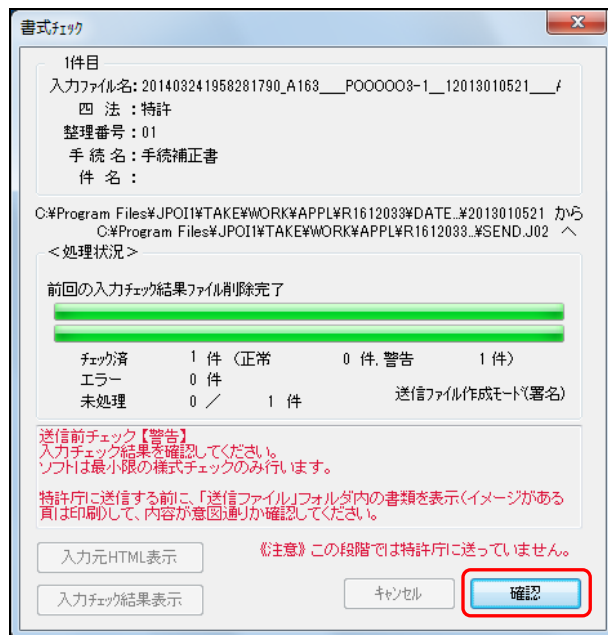 書式ﾁｪｯｸ
1件目
入力ファイル名: 201403241958281790_A163___P000003-1__12013010521___/
四 法 : 特許
整理番号 : 01
手 続 名 : 手続補正書
件 名 :
C:¥Program Files¥JPOI1¥TAKE¥WORK¥APPL¥R1612033¥DATE..¥2013010521 から
C:¥Program Files¥JPOI1¥TAKE¥WORK¥APPL¥R1612033..¥SEND.J02 へ
<処理状況>
前回の入力ﾁｪｯｸ結果ﾌｧｲﾙ削除完了
ﾁｪｯｸ済 1 件 (正常 0 件, 警告 1 件)
エラー 0 件
未処理 0 / 1 件 送信ﾌｧｲﾙ作成ﾓｰﾄﾞ(署名)
送信前チェック【警告】
入力チェック結果を確認してください。
ソフトは最小限の様式チェックのみ行います。
特許庁に送信する前に、「送信ファイル」フォルダ内の書類を表示(イメージがある
頁は印刷)して、内容が意図通りか確認してください。
入力元HTML表示 《注意》この段階では特許庁に送っていません。
入力ﾁｪｯｸ結果表示 ｷｬﾝｾﾙ 確認